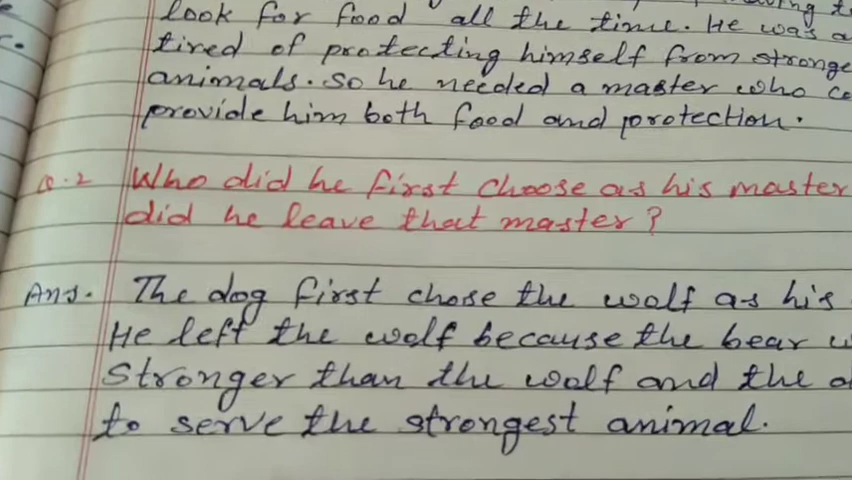 look for food all the time. He was a
tired of protecting himself from stronge
animals. So he needed a master who co
provide him both food and protection.
Q.2 Who did he first choose as his master
did he leave that master?
Ans. The dog first chose the wolf as his
He left the wolf because the bear w
Stronger than the wolf and the d
to serve the strongest animal.